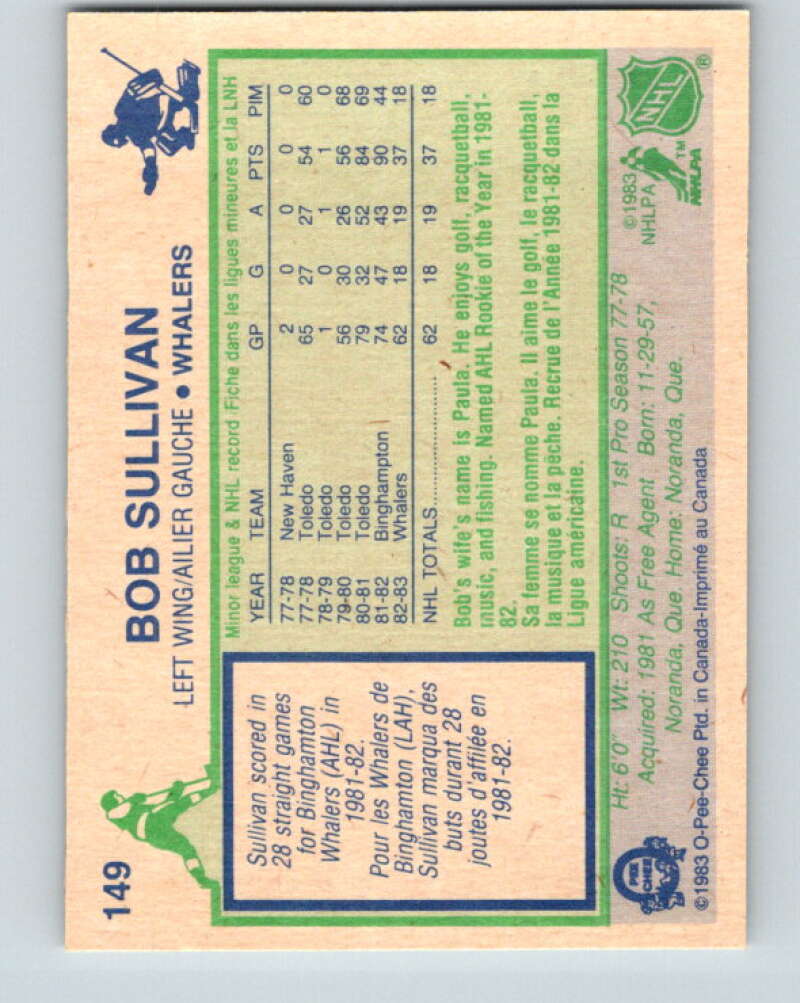 149
BOB SULLIVAN
LEFT WING/AILIER GAUCHE • WHALERS
Sullivan scored in
28 straight games
for Binghamton
Whalers (AHL) in
1981-82.
Pour les Whalers de
Binghamton (LAH),
Sullivan marqua des
buts durant 28
joutes d'affilée en
1981-82.
Minor league & NHL record Fiche dans les ligues mineures et la LNH
YEAR TEAM GP G A PTS PIM
77-78 New Haven 2 0 0 0 0
77-78 Toledo 65 27 27 54 60
78-79 Toledo 1 0 1 1 0
79-80 Toledo 56 30 26 56 68
80-81 Toledo 79 32 52 84 69
81-82 Binghampton 74 47 43 90 44
82-83 Whalers 62 18 19 37 18
NHL TOTALS.................... 62 18 19 37 18
Bob's wife's name is Paula. He enjoys golf, racquetball,
music, and fishing. Named AHL Rookie of the Year in 1981-
82.
Sa femme se nomme Paula. Il aime le golf, le racquetball,
la musique et la pêche. Recrue de l'Année 1981-82 dans la
Ligue américaine.
Ht: 6'0" Wt: 210 Shoots: R 1st Pro Season 77-78
Acquired: 1981 As Free Agent Born: 11-29-57,
Noranda, Que. Home: Noranda, Que.
©1983
NHLPA
NHLPA
TM
NHL
®
O
PEE
CHEE
©1983 O-Pee-Chee Ptd. in Canada-Imprimé au Canada